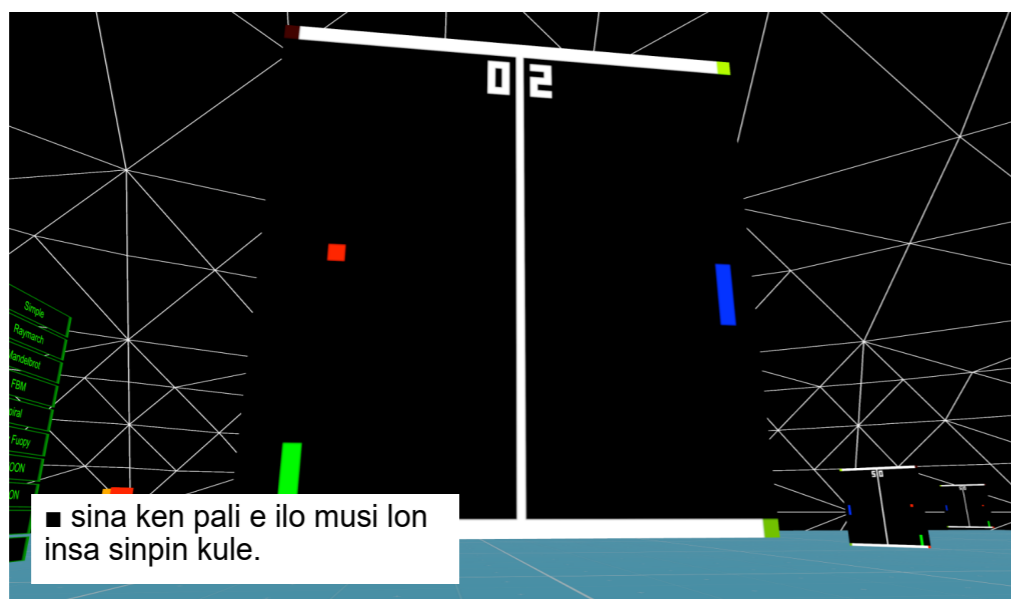 0 2
Simple
Raymarch
Mandelbrot
FBM
Fuopy
■ sina ken pali e ilo musi lon
insa sinpin kule.